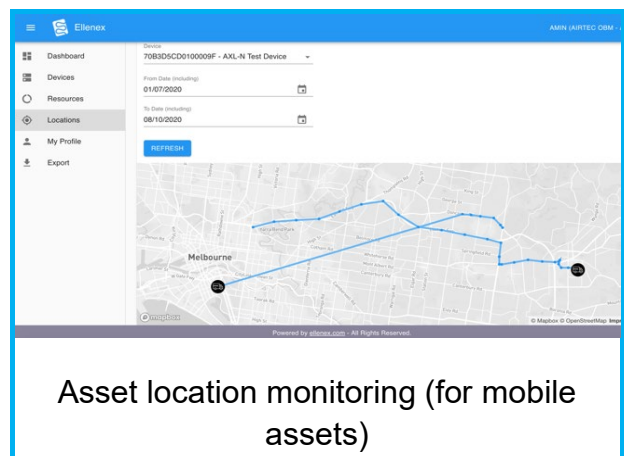 Ellenex
AMIN (AIRTEC OBM -
Dashboard
Devices
Resources
Locations
My Profile
Export
Device
70B3D5CD0100009F - AXL-N Test Device
From Date (including)
01/07/2020
To Date (including)
08/10/2020
REFRESH
Melbourne
mapbox
© Mapbox © OpenStreetMap Impr
Powered by ellenex.com - All Rights Reserved.
Asset location monitoring (for mobile
assets)